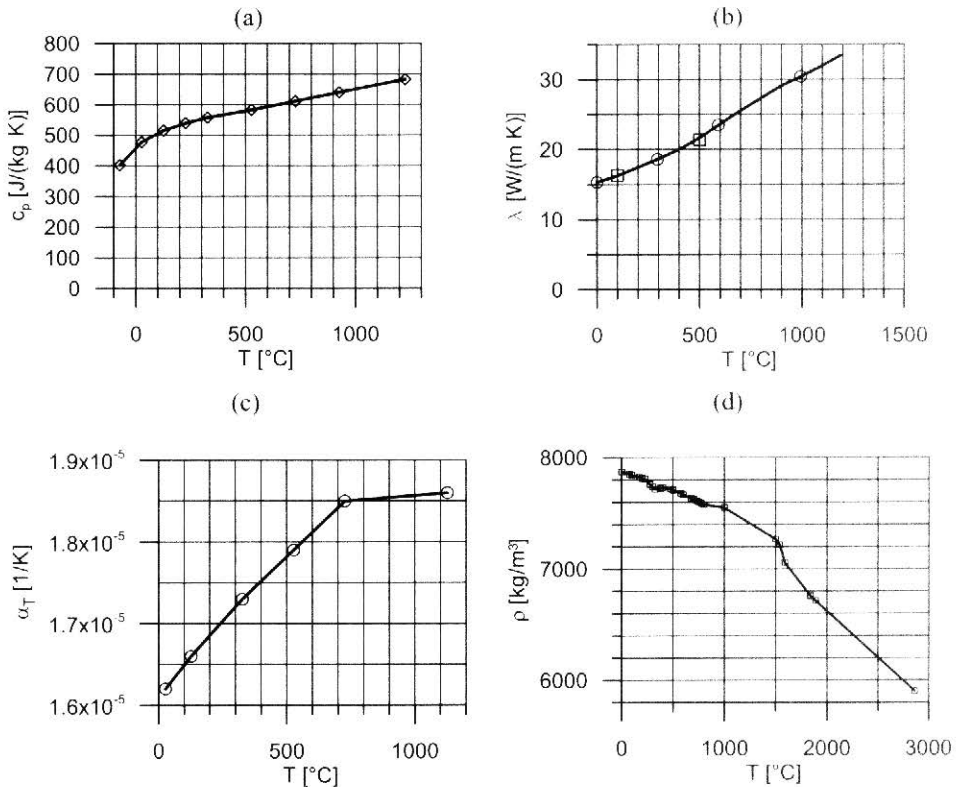 (a)
800
700
600
500
400
300
200
100
0
c_p [J/(kg K)]
0 500 1000
T [°C]
(b)
30
20
10
0
λ [W/(m K)]
0 500 1000 1500
T [°C]
(c)
1.9x10⁻⁵
1.8x10⁻⁵
1.7x10⁻⁵
1.6x10⁻⁵
α_T [1/K]
0 500 1000
T [°C]
(d)
8000
7000
6000
ρ [kg/m³]
0 1000 2000 3000
T [°C]